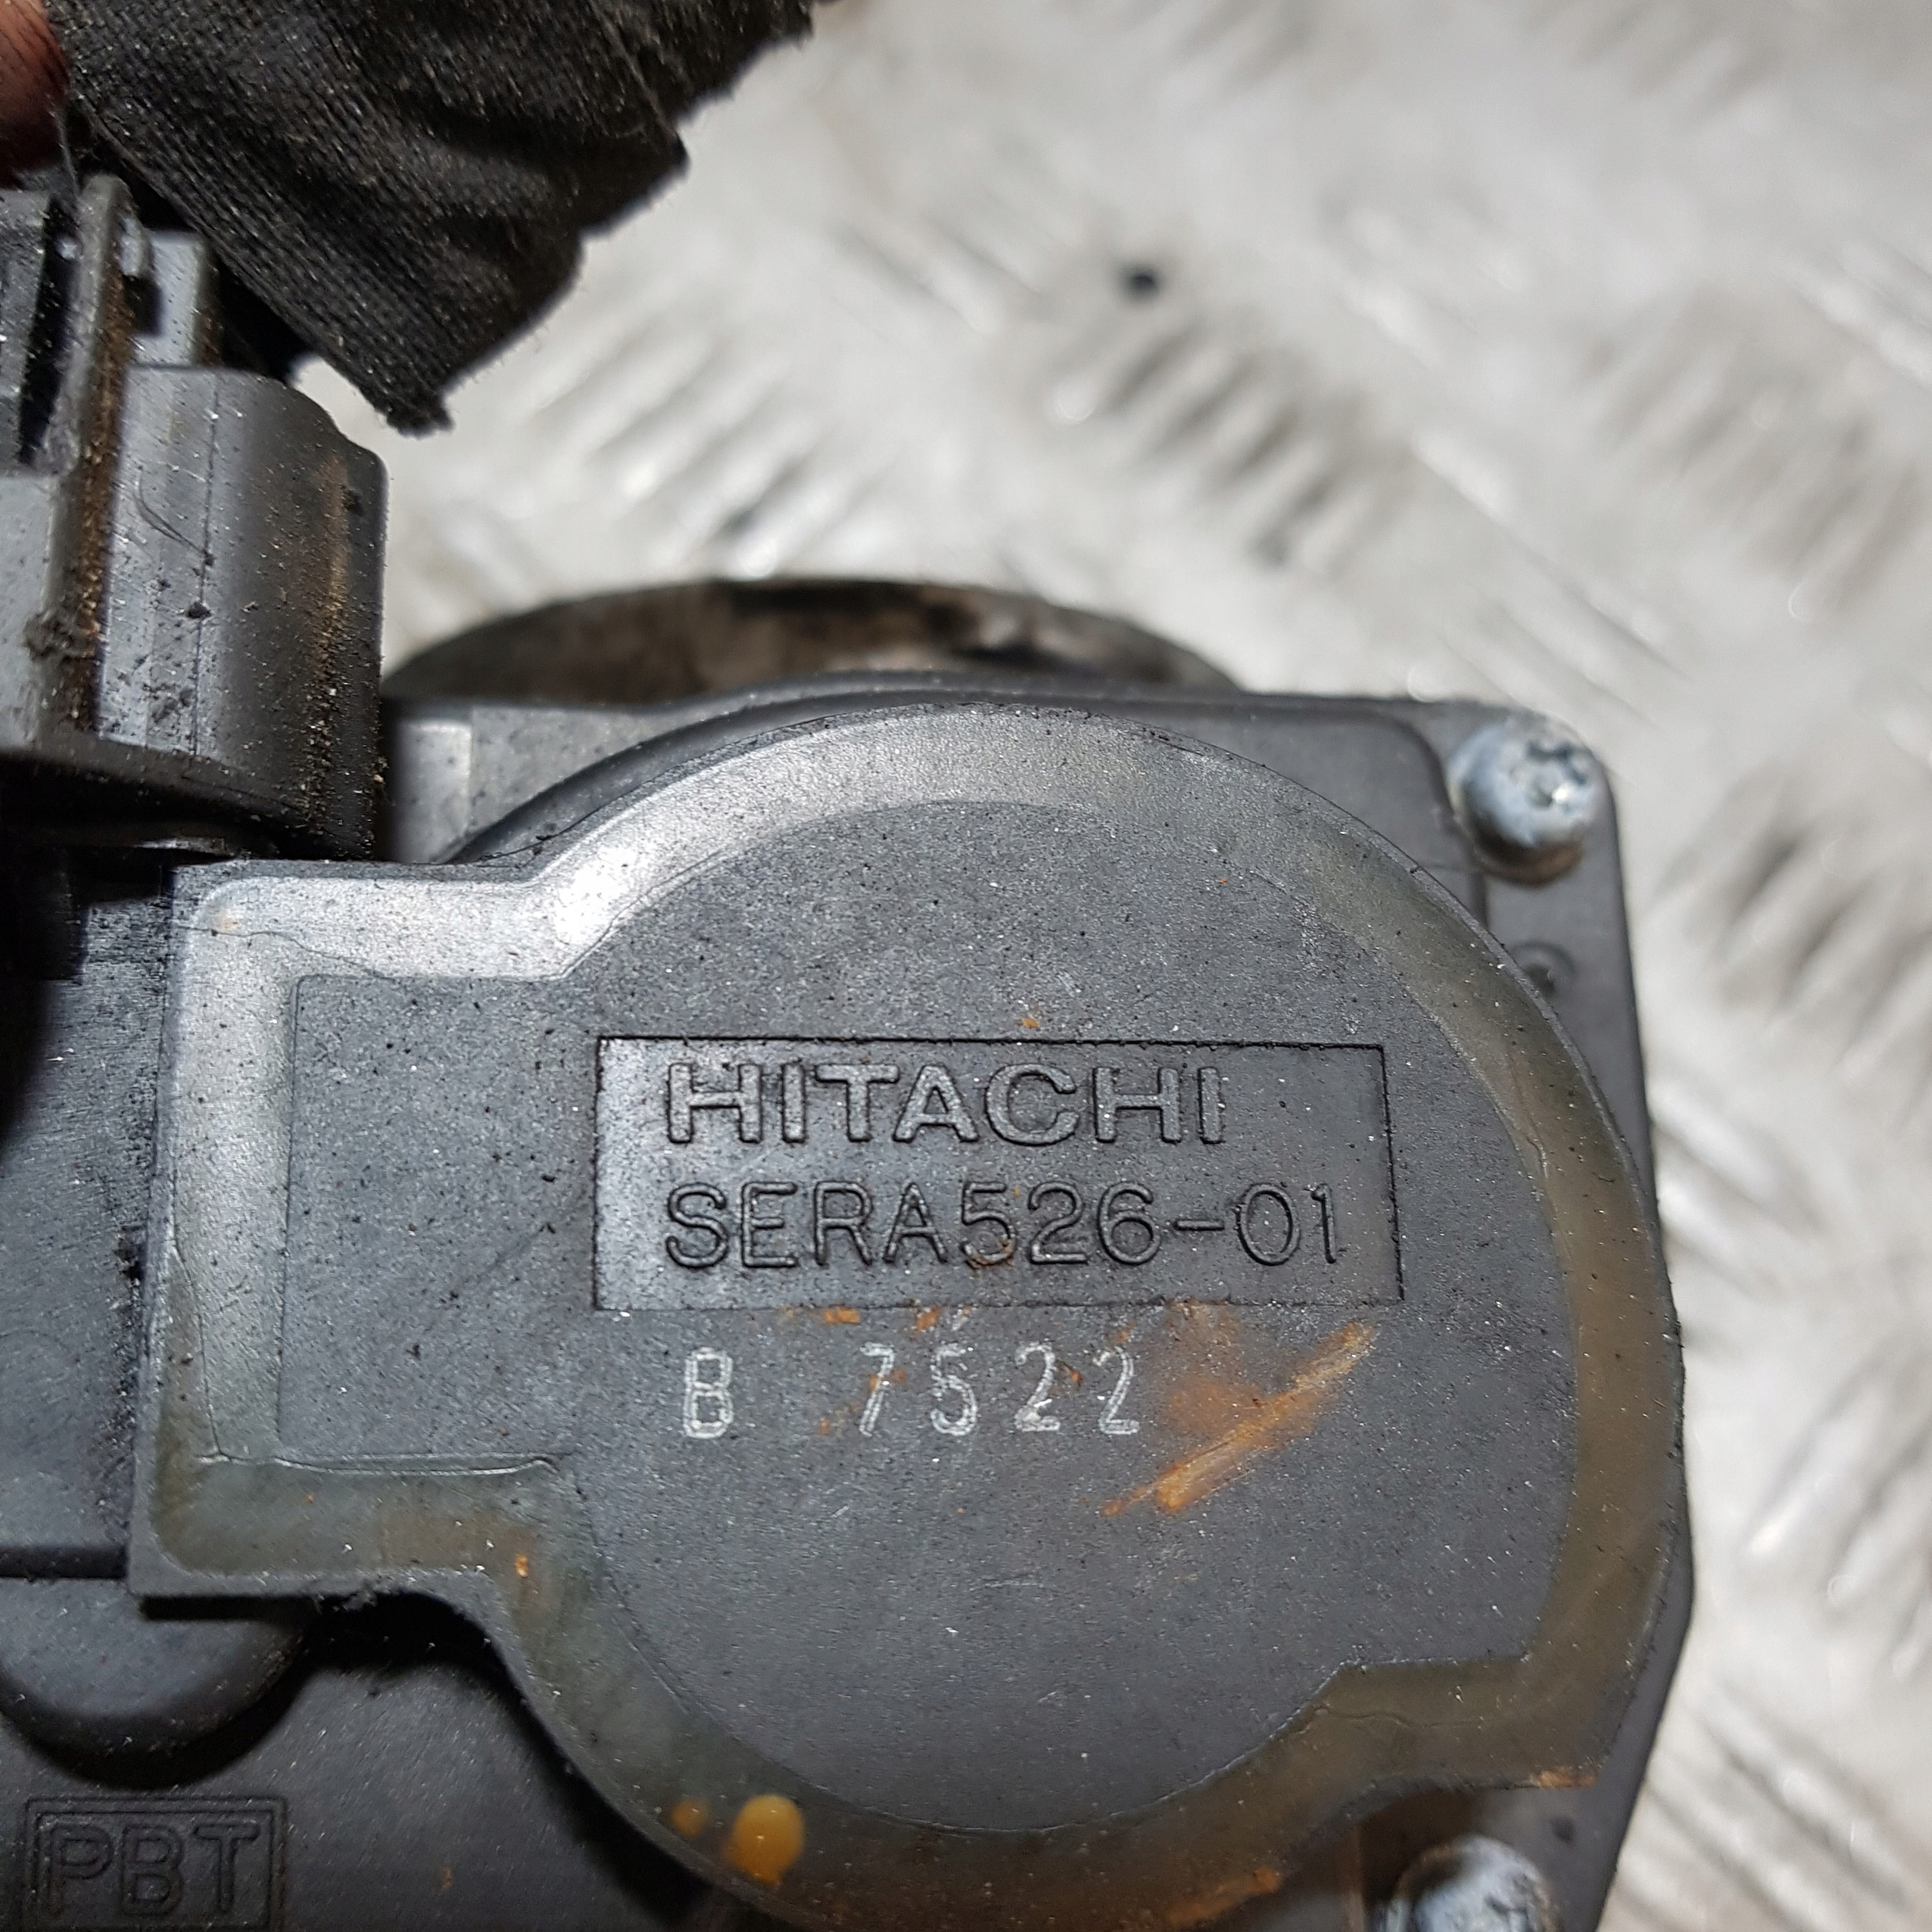 HITACHI
SERA526-01
B 7522
PBT